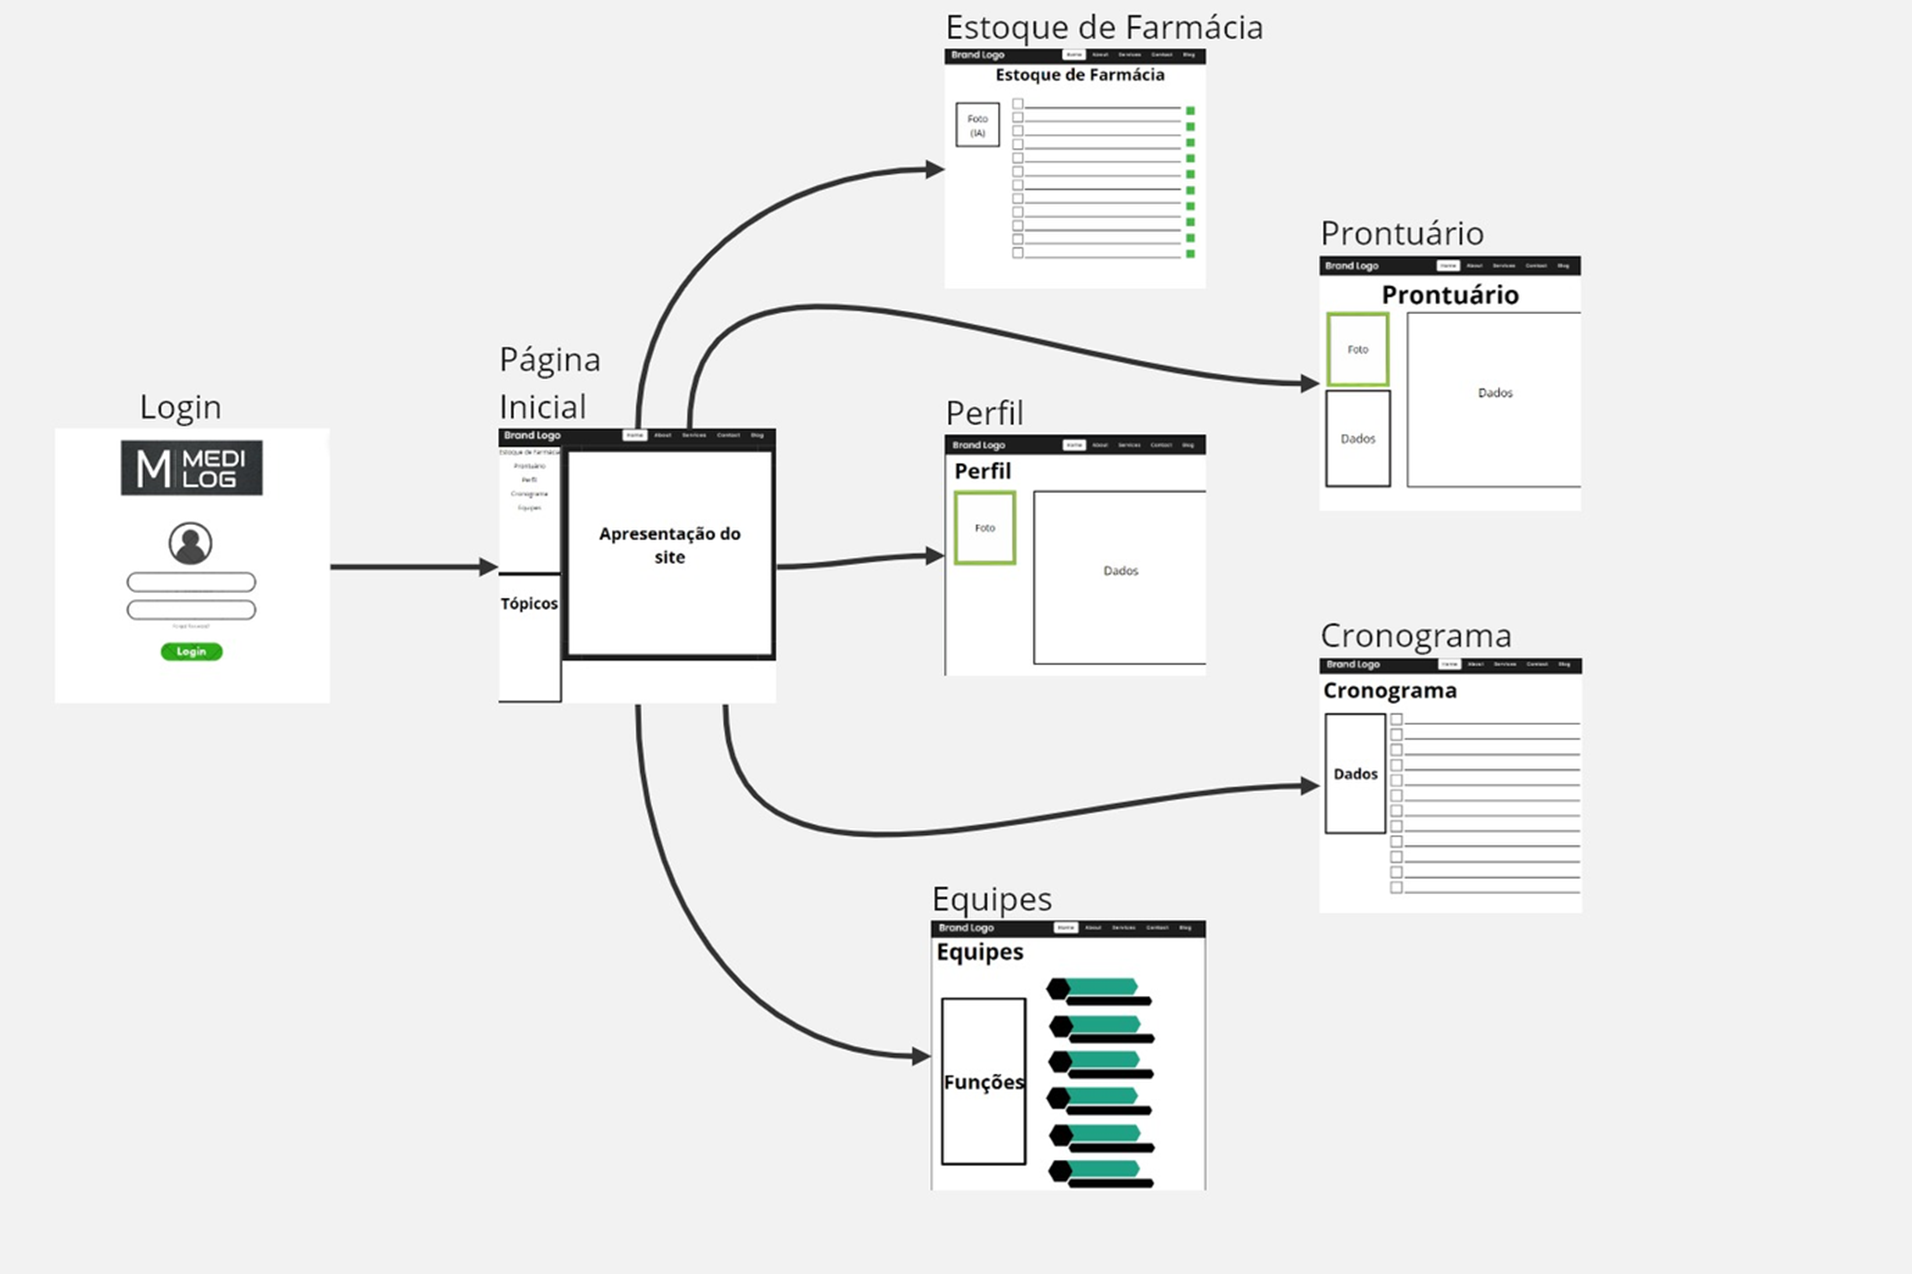 Login
MEDI
LOG
Login
Página
Inicial
Brand Logo
Home About Services Contact Blog
Estoque de Farmácia
Prontuário
Perfil
Cronograma
Equipes
Tópicos
Apresentação do
site
Estoque de Farmácia
Brand Logo
Home About Services Contact Blog
Estoque de Farmácia
Foto
(IA)
Prontuário
Brand Logo
Home About Services Contact Blog
Prontuário
Foto
Dados
Dados
Perfil
Brand Logo
Home About Services Contact Blog
Perfil
Foto
Dados
Cronograma
Brand Logo
Home About Services Contact Blog
Cronograma
Dados
Equipes
Brand Logo
Home About Services Contact Blog
Equipes
Funções